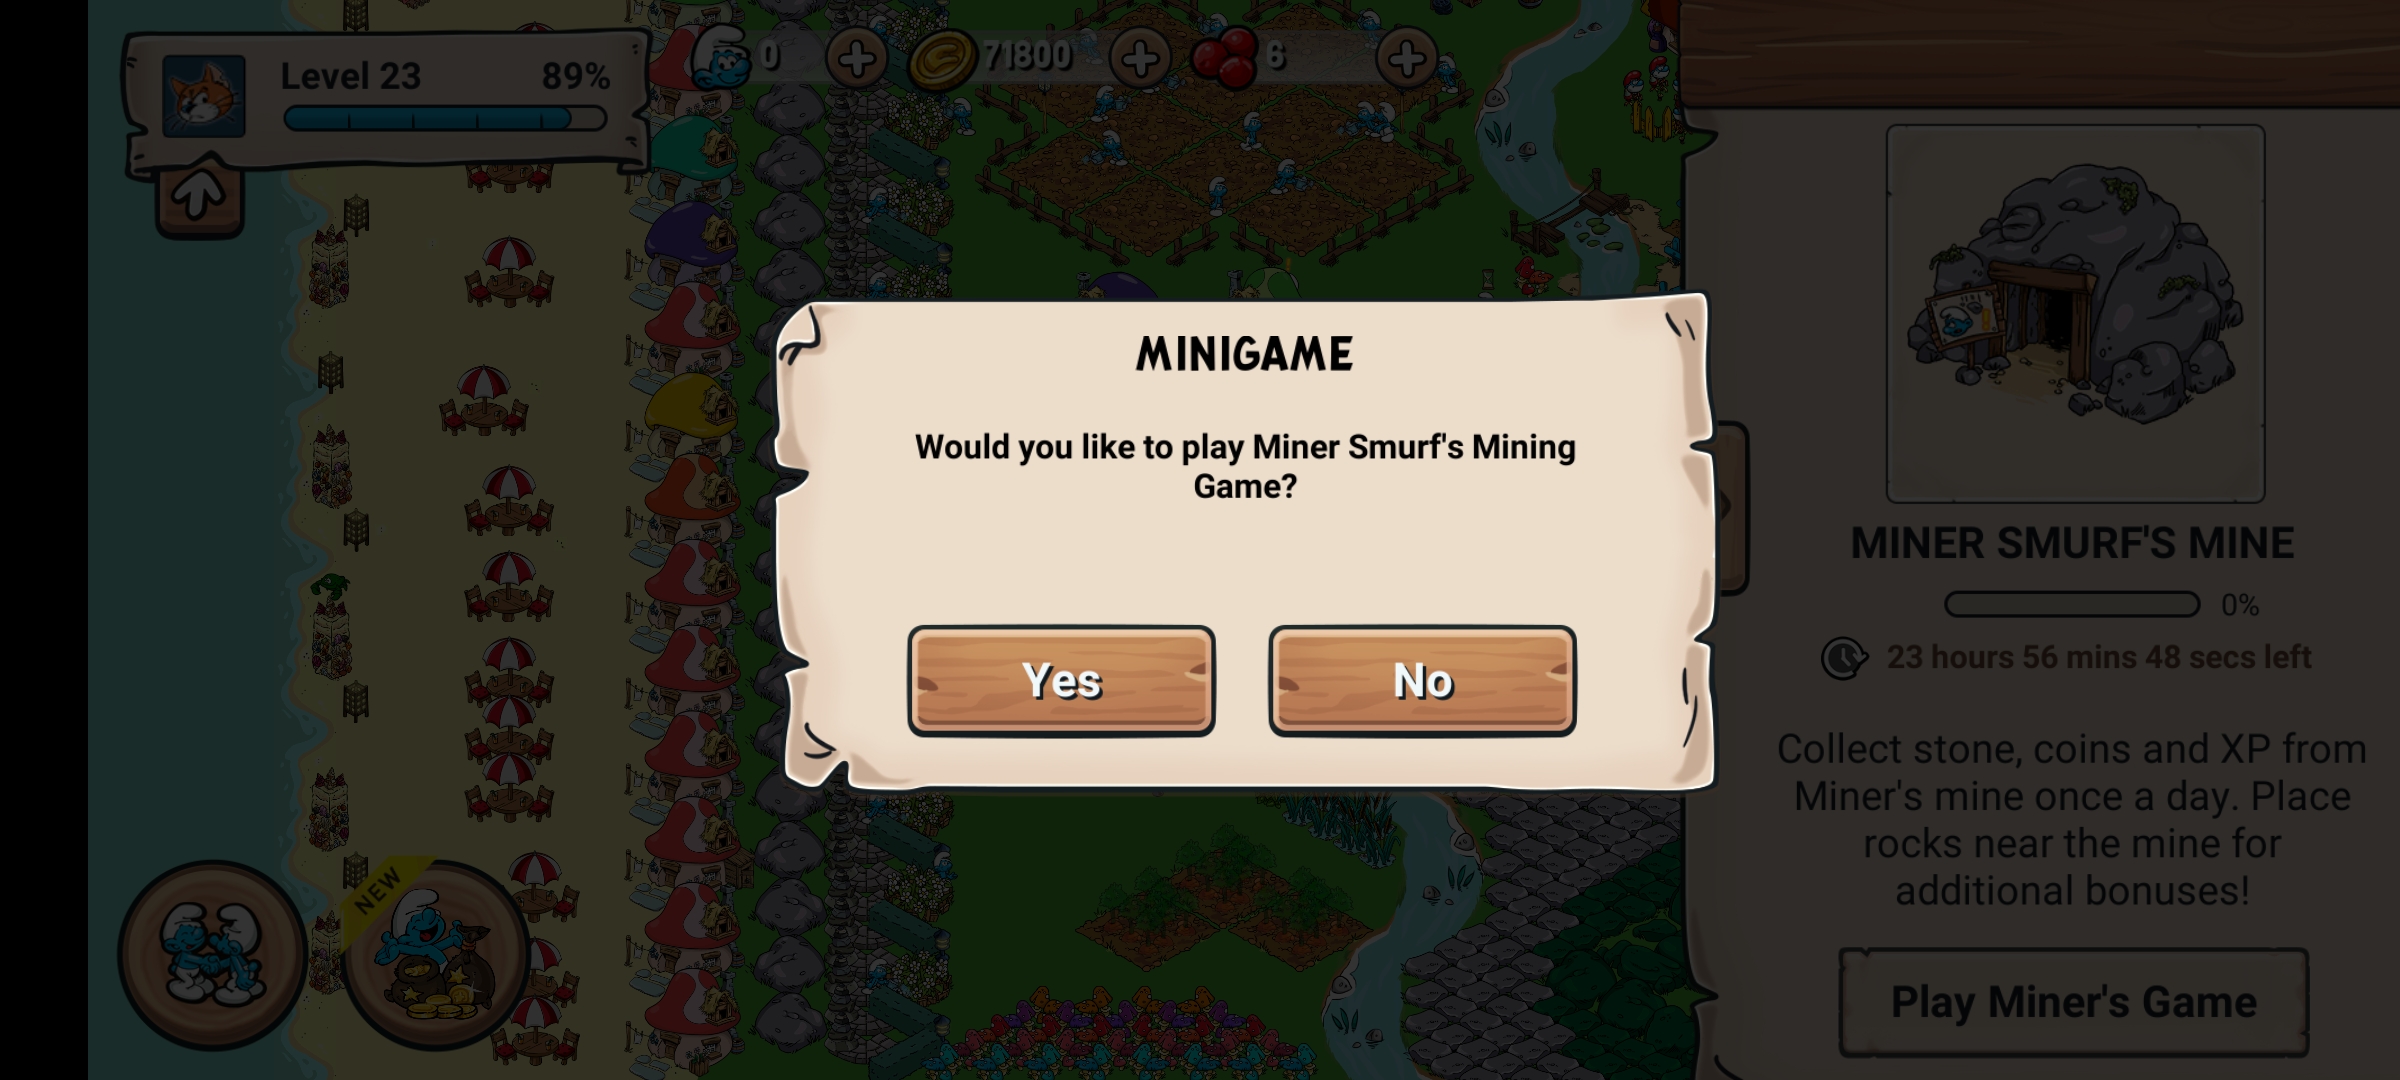 Level 23
89%
0
71800
6
MINIGAME
Would you like to play Miner Smurf's Mining
Game?
Yes
No
MINER SMURF'S MINE
0%
23 hours 56 mins 48 secs left
Collect stone, coins and XP from
Miner's mine once a day. Place
rocks near the mine for
additional bonuses!
Play Miner's Game
NEW